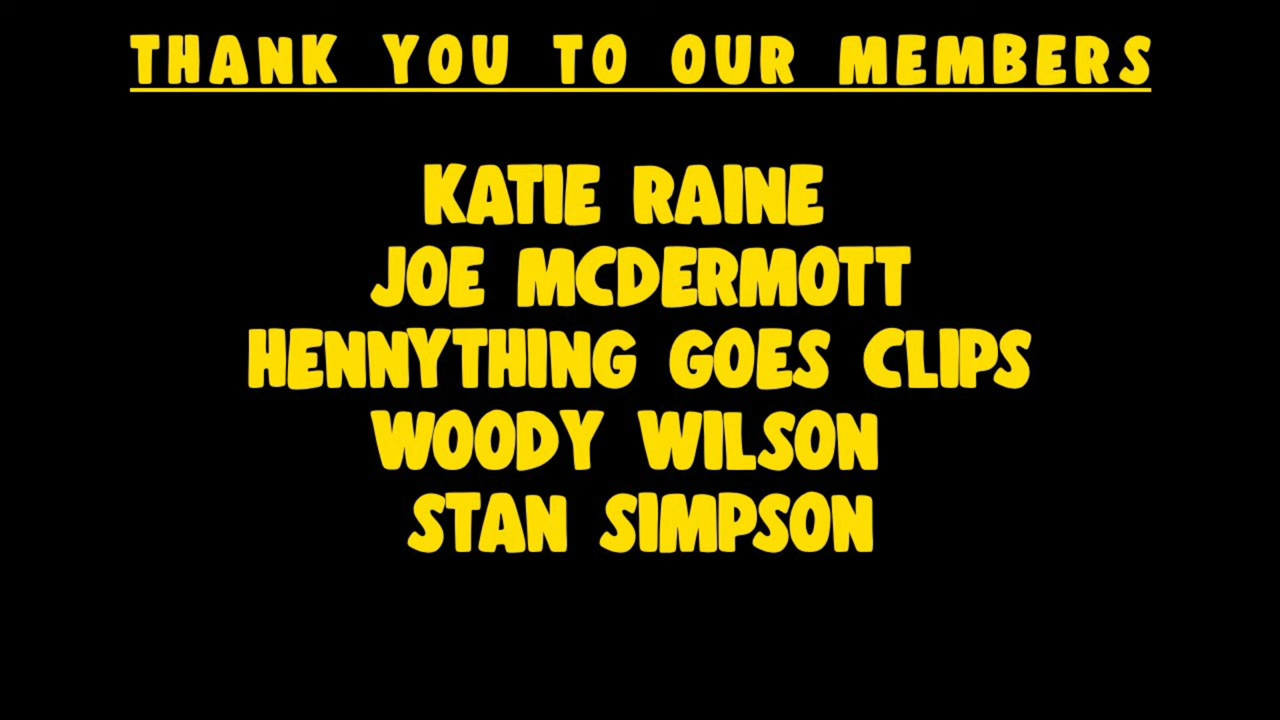 THANK YOU TO OUR MEMBERS
KATIE RAINE
JOE MCDERMOTT
HENNYTHING GOES CLIPS
WOODY WILSON
STAN SIMPSON